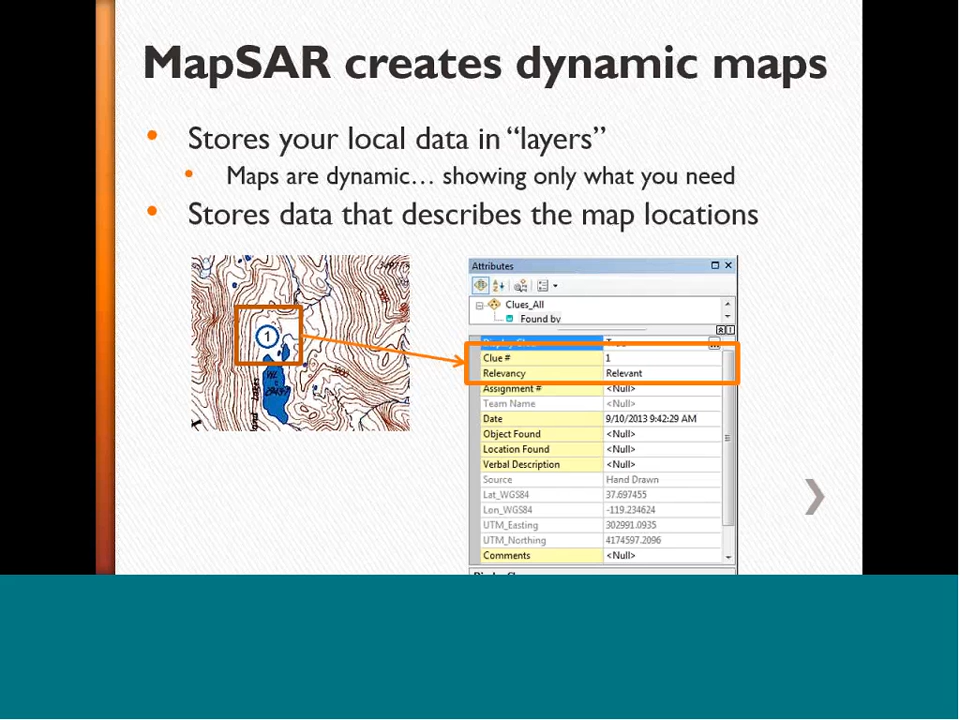 MapSAR creates dynamic maps
• Stores your local data in “layers”
• Maps are dynamic… showing only what you need
• Stores data that describes the map locations
1
Attributes
Clues_All
Found by
Clue # 1
Relevancy Relevant
Assignment # <Null>
Team Name <Null>
Date 9/10/2013 9:42:29 AM
Object Found <Null>
Location Found <Null>
Verbal Description <Null>
Source Hand Drawn
Lat_WGS84 37.697455
Lon_WGS84 -119.234624
UTM_Easting 302991.0935
UTM_Northing 4174597.2096
Comments <Null>